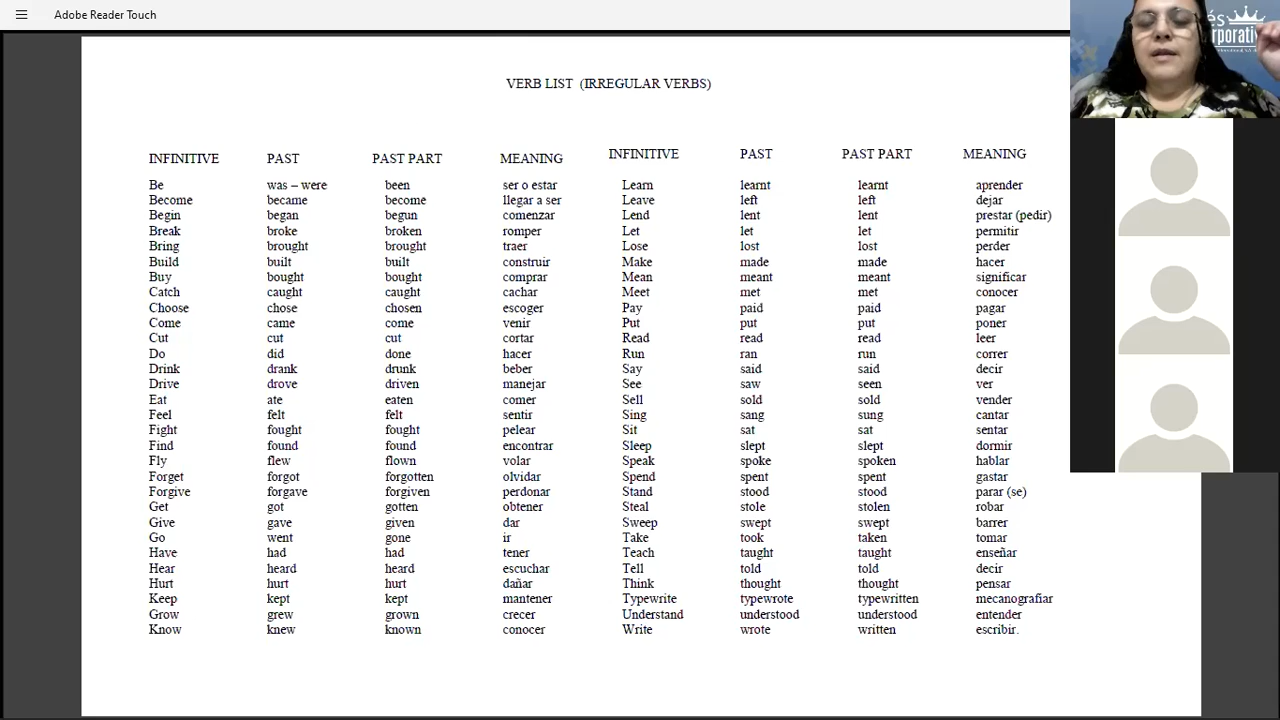 Adobe Reader Touch
és
rporativ
VERB LIST (IRREGULAR VERBS)
INFINITIVE PAST PAST PART MEANING INFINITIVE PAST PAST PART MEANING
Be was – were been ser o estar Learn learnt learnt aprender
Become became become llegar a ser Leave left left dejar
Begin began begun comenzar Lend lent lent prestar (pedir)
Break broke broken romper Let let let permitir
Bring brought brought traer Lose lost lost perder
Build built built construir Make made made hacer
Buy bought bought comprar Mean meant meant significar
Catch caught caught cachar Meet met met conocer
Choose chose chosen escoger Pay paid paid pagar
Come came come venir Put put put poner
Cut cut cut cortar Read read read leer
Do did done hacer Run ran run correr
Drink drank drunk beber Say said said decir
Drive drove driven manejar See saw seen ver
Eat ate eaten comer Sell sold sold vender
Feel felt felt sentir Sing sang sung cantar
Fight fought fought pelear Sit sat sat sentar
Find found found encontrar Sleep slept slept dormir
Fly flew flown volar Speak spoke spoken hablar
Forget forgot forgotten olvidar Spend spent spent gastar
Forgive forgave forgiven perdonar Stand stood stood parar (se)
Get got gotten obtener Steal stole stolen robar
Give gave given dar Sweep swept swept barrer
Go went gone ir Take took taken tomar
Have had had tener Teach taught taught enseñar
Hear heard heard escuchar Tell told told decir
Hurt hurt hurt dañar Think thought thought pensar
Keep kept kept mantener Typewrite typewrote typewritten mecanografiar
Grow grew grown crecer Understand understood understood entender
Know knew known conocer Write wrote written escribir.